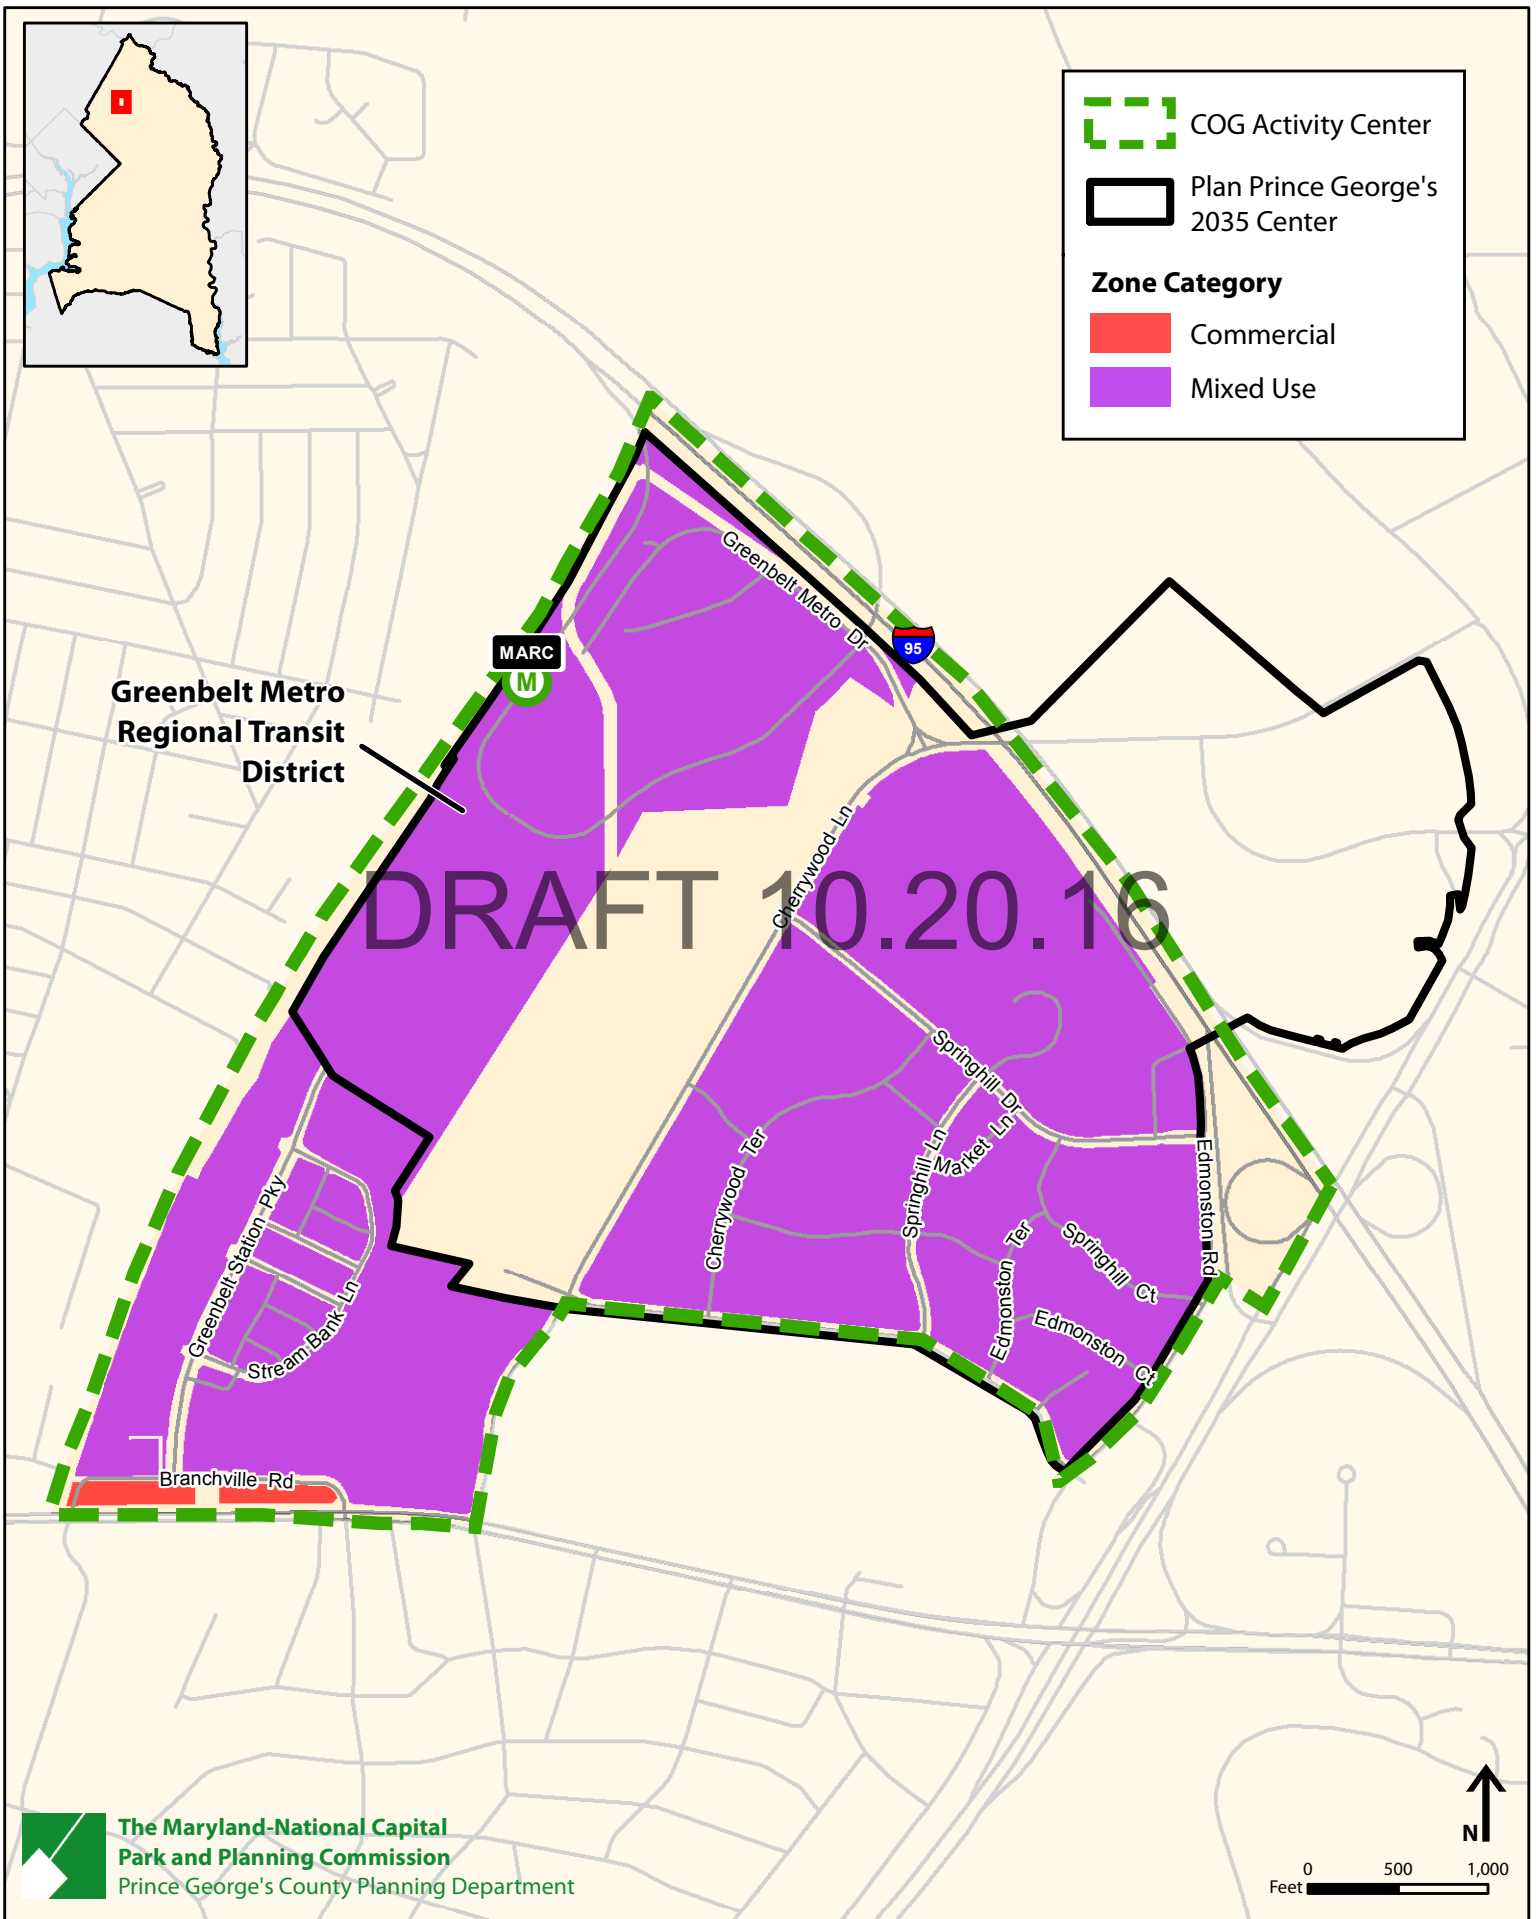 COG Activity Center
Plan Prince George's
2035 Center
Zone Category
Commercial
Mixed Use
Greenbelt Metro Dr
95
MARC
M
Greenbelt Metro
Regional Transit
District
Cherrywood Ln
DRAFT 10.20.16
Springhill Dr
Market Ln
Springhill Ln
Cherrywood Ter
Edmonston Rd
Greenbelt Station Pky
Edmonston Ter
Springhill Ct
Stream Bank Ln
Edmonston Ct
Branchville Rd
The Maryland-National Capital
Park and Planning Commission
Prince George's County Planning Department
N
0 500 1,000
Feet